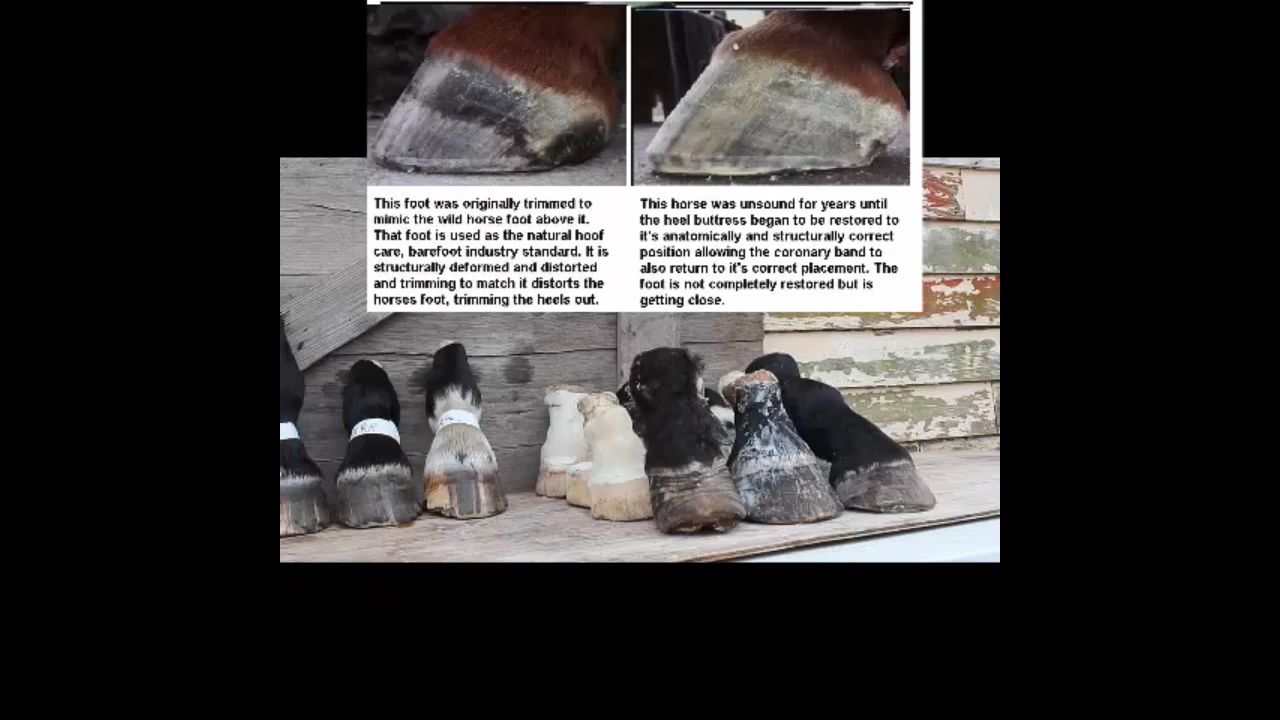 This foot was originally trimmed to
mimic the wild horse foot above it.
That foot is used as the natural hoof
care, barefoot industry standard. It is
structurally deformed and distorted
and trimming to match it distorts the
horses foot, trimming the heels out.
This horse was unsound for years until
the heel buttress began to be restored to
it's anatomically and structurally correct
position allowing the coronary band to
also return to it's correct placement. The
foot is not completely restored but is
getting close.